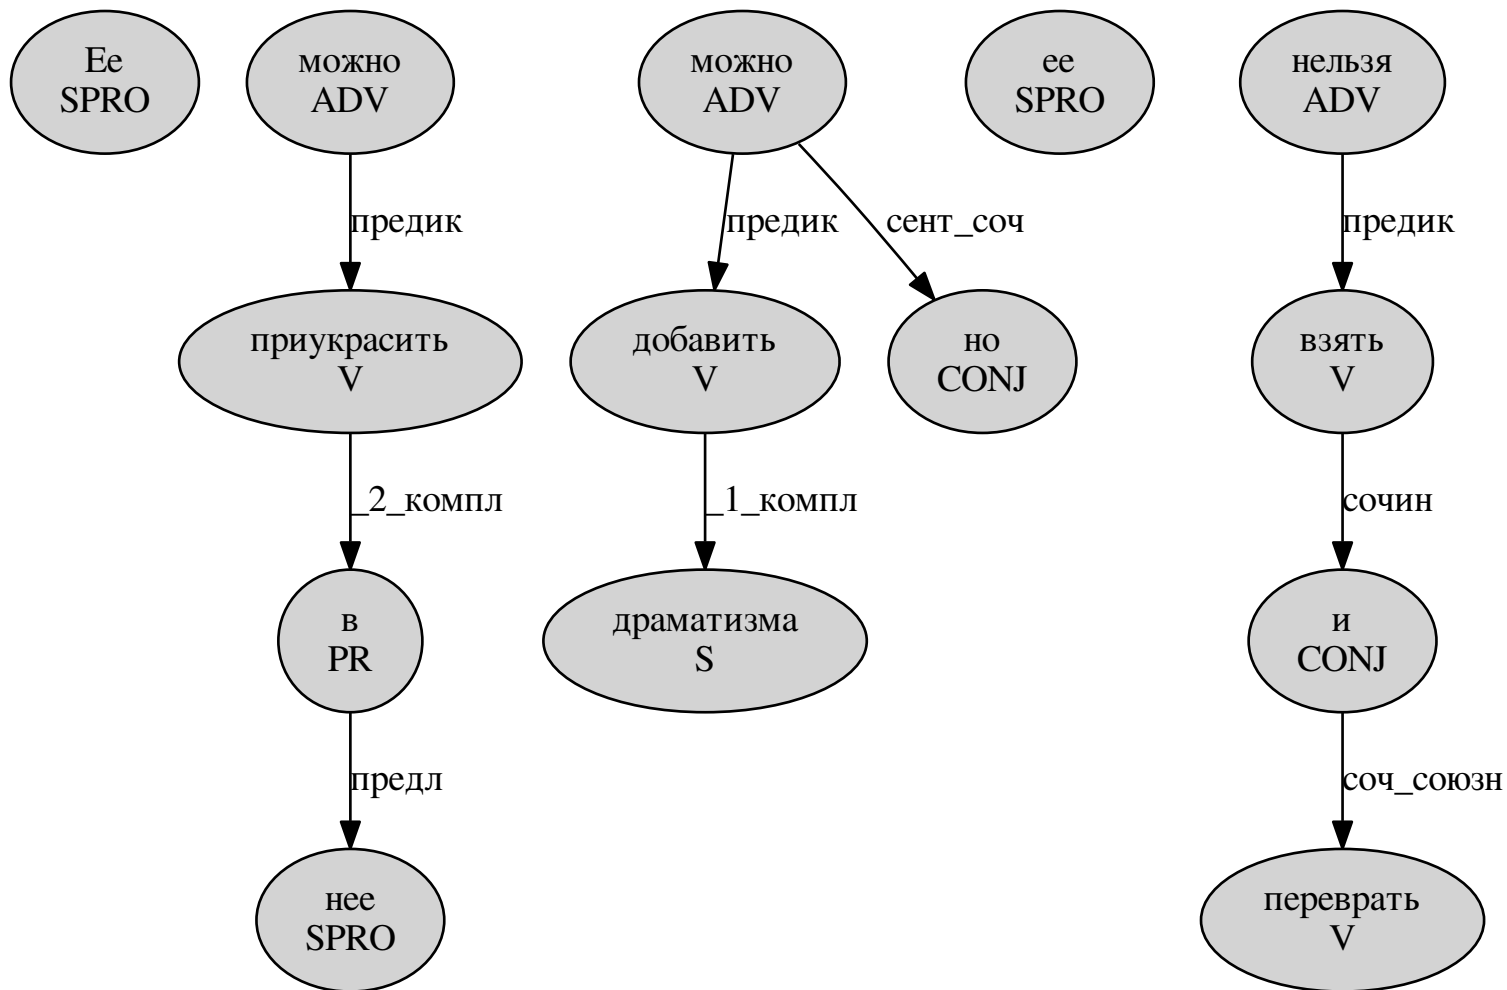 Ее
SPRO
можно
ADV
можно
ADV
ее
SPRO
нельзя
ADV
предик
предик
сент_соч
предик
приукрасить
V
добавить
V
но
CONJ
взять
V
_2_компл
_1_компл
сочин
в
PR
драматизма
S
и
CONJ
предл
соч_союзн
нее
SPRO
переврать
V